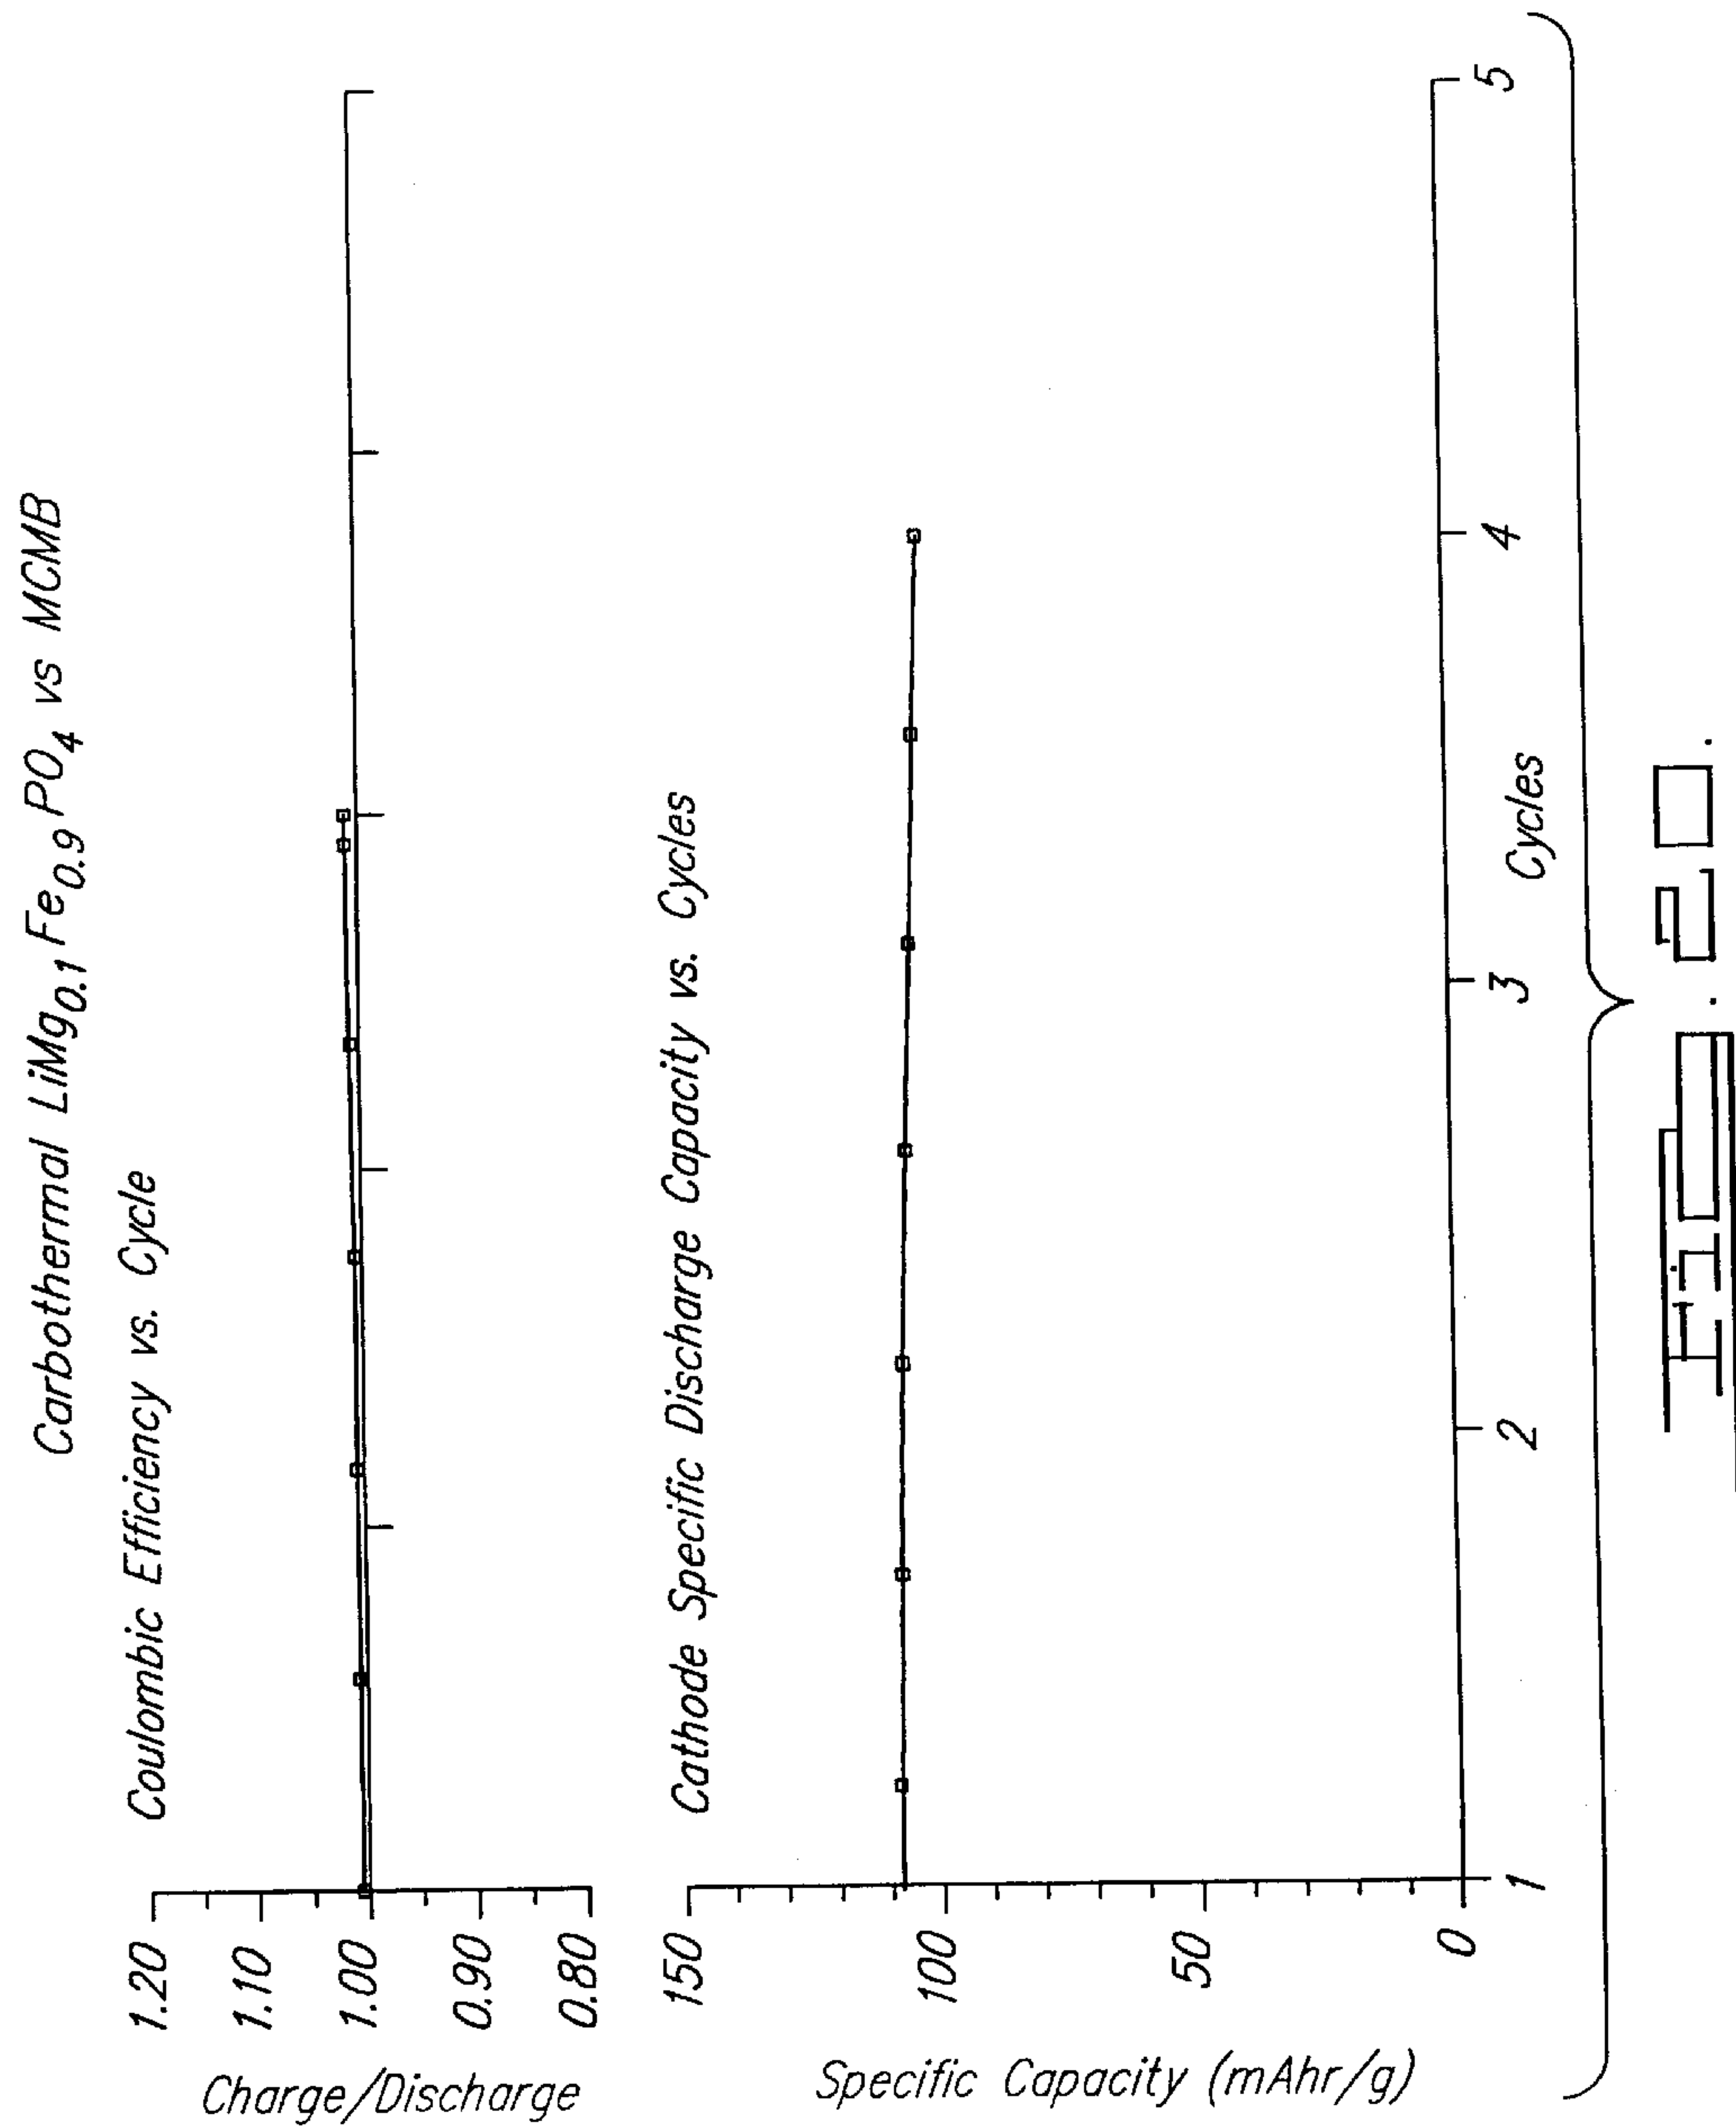 Carbothermal LiMg0.1Fe0.9PO4 vs MCMB
Coulombic Efficiency vs. Cycle
1.20
1.10
1.00
0.90
0.80
Charge/Discharge
Cathode Specific Discharge Capacity vs. Cycles
150
100
50
0
Specific Capacity (mAhr/g)
1
2
3
4
5
Cycles